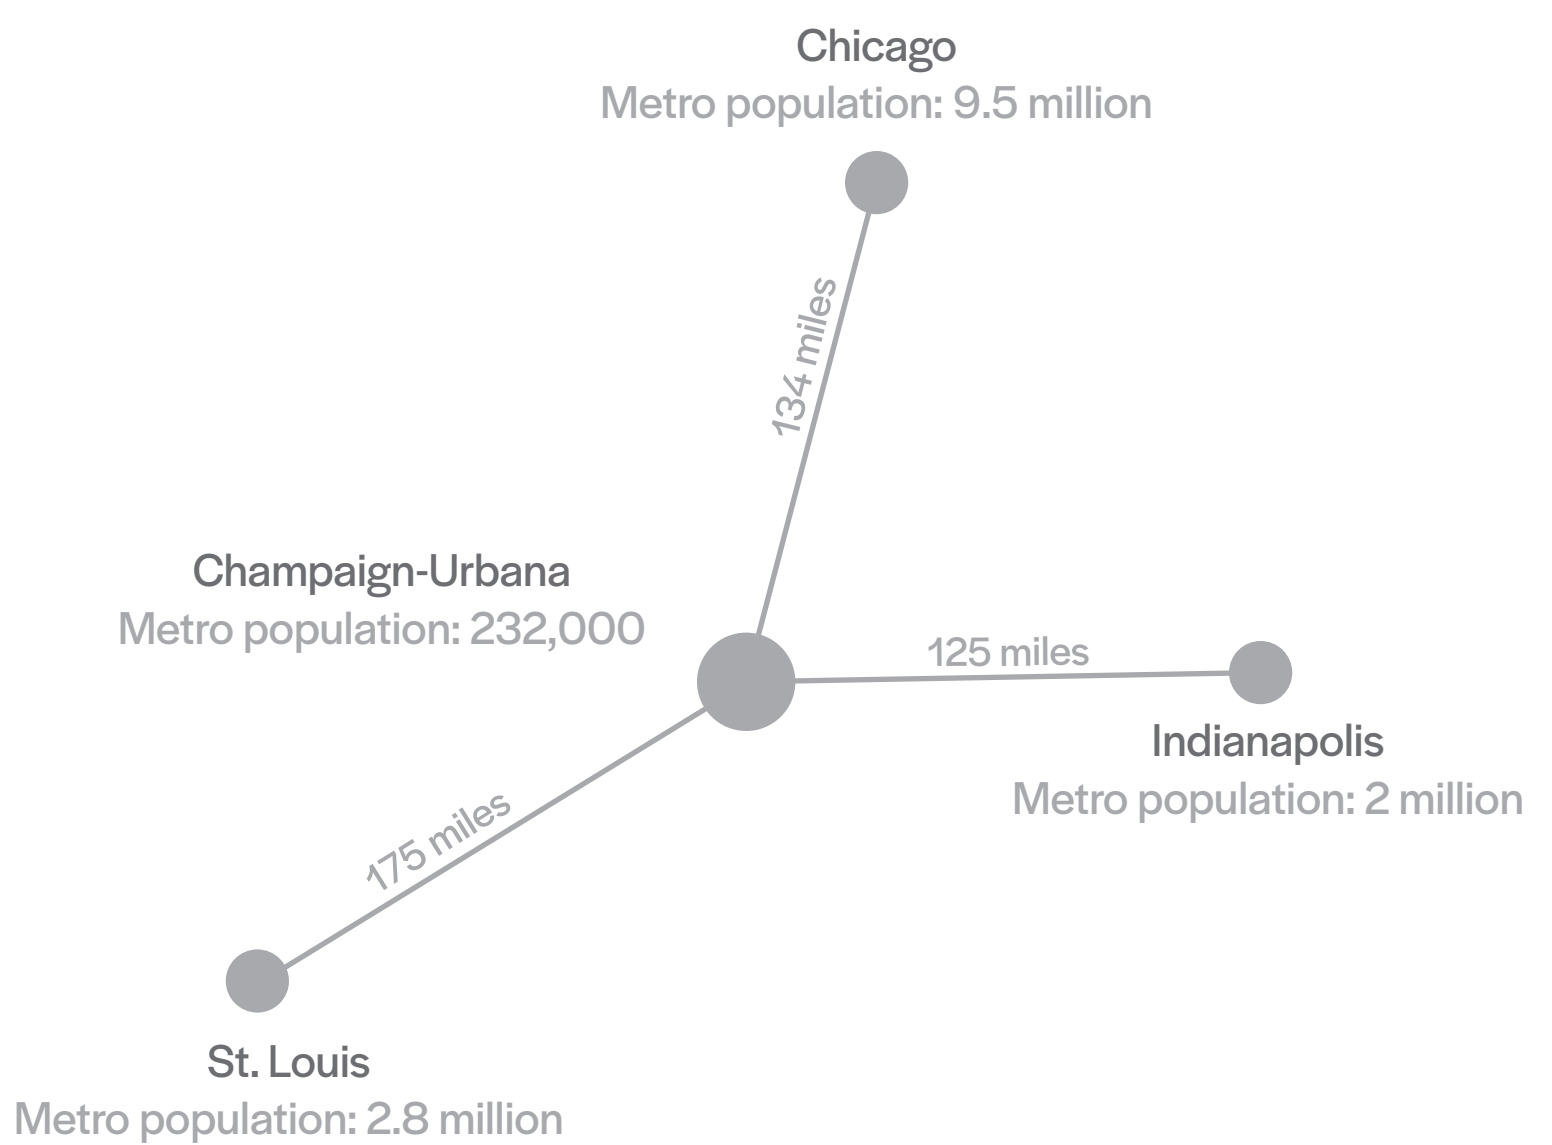 Chicago
Metro population: 9.5 million
134 miles
Champaign-Urbana
Metro population: 232,000
125 miles
Indianapolis
Metro population: 2 million
175 miles
St. Louis
Metro population: 2.8 million